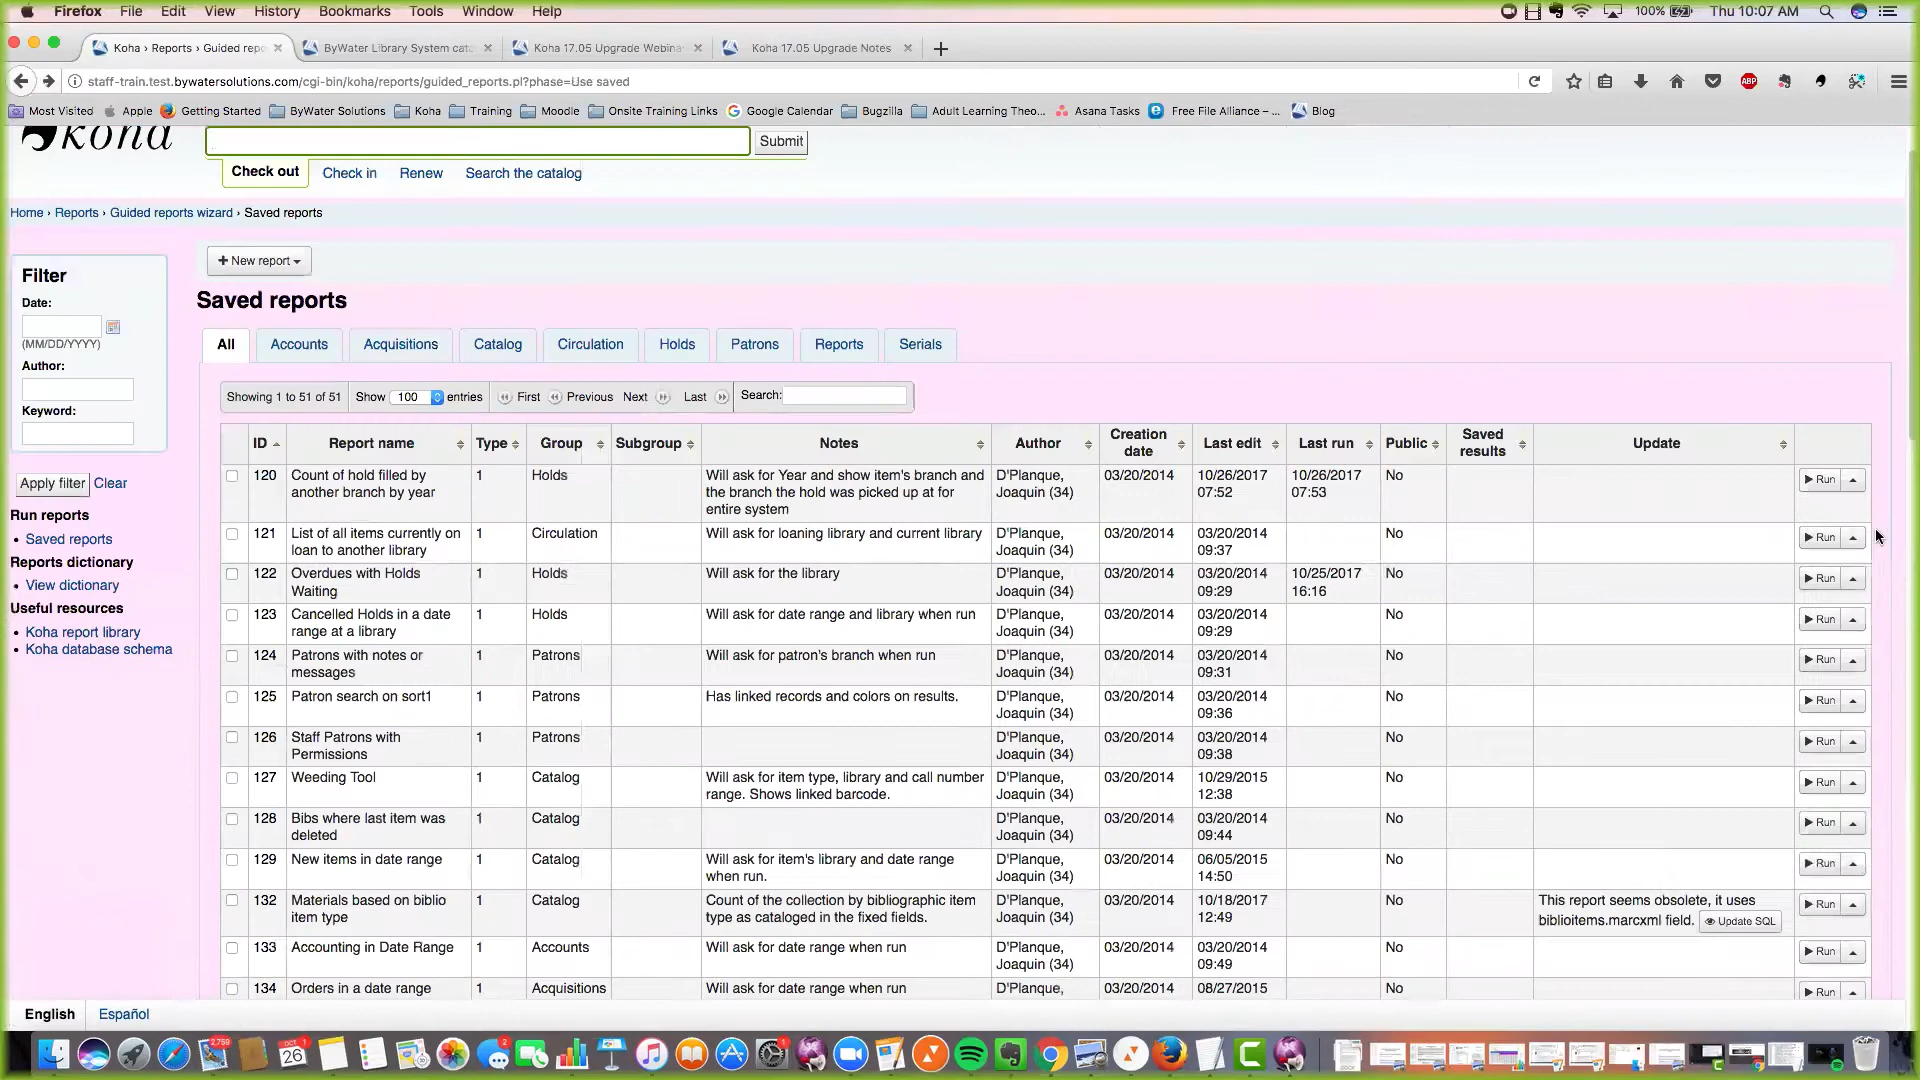 Firefox File Edit View History Bookmarks Tools Window Help 100% Thu 10:07 AM
Koha › Reports › Guided repo ByWater Library System cat Koha 17.05 Upgrade Webina Koha 17.05 Upgrade Notes
staff-train.test.bywatersolutions.com/cgi-bin/koha/reports/guided_reports.pl?phase=Use saved
Most Visited Apple Getting Started ByWater Solutions Koha Training Moodle Onsite Training Links Google Calendar Bugzilla Adult Learning Theo... Asana Tasks Free File Alliance – ... Blog
koha Submit
Check out Check in Renew Search the catalog
Home › Reports › Guided reports wizard › Saved reports
Filter
Date:
(MM/DD/YYYY)
Author:
Keyword:
Apply filter Clear
Run reports
• Saved reports
Reports dictionary
• View dictionary
Useful resources
• Koha report library
• Koha database schema
+ New report
Saved reports
All Accounts Acquisitions Catalog Circulation Holds Patrons Reports Serials
Showing 1 to 51 of 51 Show 100 entries First Previous Next Last Search:
ID Report name Type Group Subgroup Notes Author Creation date Last edit Last run Public Saved results Update
120 Count of hold filled by 1 Holds Will ask for Year and show item's branch and D'Planque, 03/20/2014 10/26/2017 10/26/2017 No Run
another branch by year the branch the hold was picked up at for Joaquin (34) 07:52 07:53
entire system
121 List of all items currently on 1 Circulation Will ask for loaning library and current library D'Planque, 03/20/2014 03/20/2014 No Run
loan to another library Joaquin (34) 09:37
122 Overdues with Holds 1 Holds Will ask for the library D'Planque, 03/20/2014 03/20/2014 10/25/2017 No Run
Waiting Joaquin (34) 09:29 16:16
123 Cancelled Holds in a date 1 Holds Will ask for date range and library when run D'Planque, 03/20/2014 03/20/2014 No Run
range at a library Joaquin (34) 09:29
124 Patrons with notes or 1 Patrons Will ask for patron's branch when run D'Planque, 03/20/2014 03/20/2014 No Run
messages Joaquin (34) 09:31
125 Patron search on sort1 1 Patrons Has linked records and colors on results. D'Planque, 03/20/2014 03/20/2014 No Run
Joaquin (34) 09:36
126 Staff Patrons with 1 Patrons D'Planque, 03/20/2014 03/20/2014 No Run
Permissions Joaquin (34) 09:38
127 Weeding Tool 1 Catalog Will ask for item type, library and call number D'Planque, 03/20/2014 10/29/2015 No Run
range. Shows linked barcode. Joaquin (34) 12:38
128 Bibs where last item was 1 Catalog D'Planque, 03/20/2014 03/20/2014 No Run
deleted Joaquin (34) 09:44
129 New items in date range 1 Catalog Will ask for item's library and date range D'Planque, 03/20/2014 06/05/2015 No Run
when run. Joaquin (34) 14:50
132 Materials based on biblio 1 Catalog Count of the collection by bibliographic item D'Planque, 03/20/2014 10/18/2017 No This report seems obsolete, it uses Run
item type type as cataloged in the fixed fields. Joaquin (34) 12:49 biblioitems.marcxml field. Update SQL
133 Accounting in Date Range 1 Accounts Will ask for date range when run D'Planque, 03/20/2014 03/20/2014 No Run
Joaquin (34) 09:49
134 Orders in a date range 1 Acquisitions Will ask for date range when run D'Planque, 03/20/2014 08/27/2015 No Run
English Español